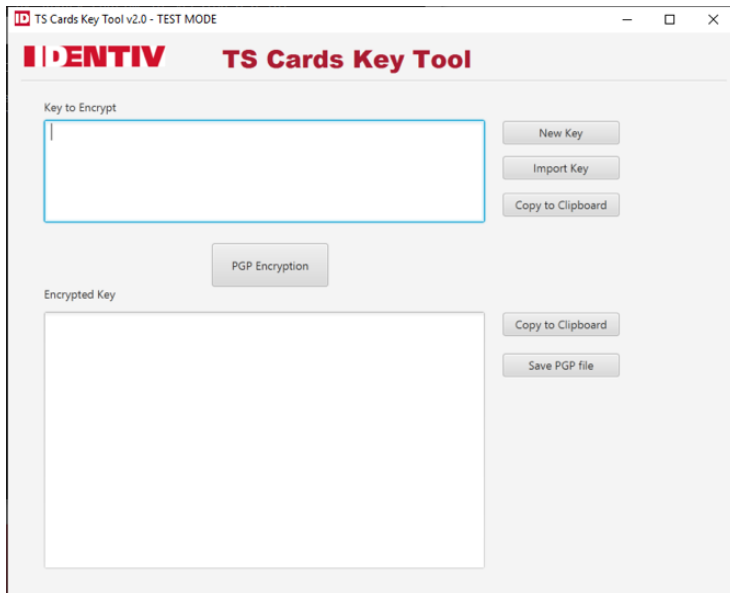 ID TS Cards Key Tool v2.0 - TEST MODE
IDENTIV TS Cards Key Tool
Key to Encrypt
New Key
Import Key
Copy to Clipboard
PGP Encryption
Encrypted Key
Copy to Clipboard
Save PGP file